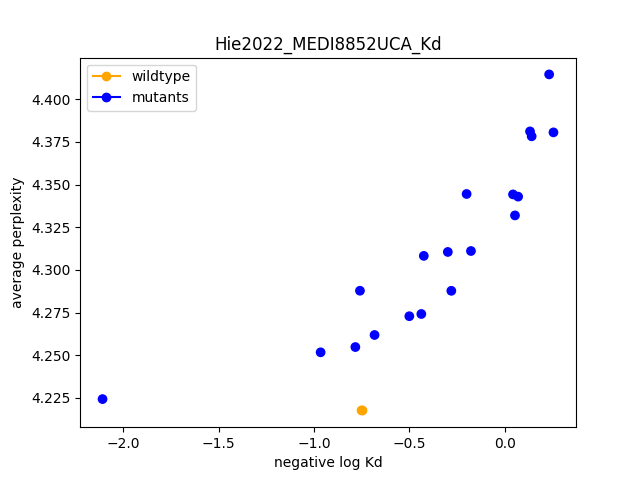 Hie2022_MEDI8852UCA_Kd
wildtype
mutants
4.400
4.375
4.350
4.325
4.300
4.275
4.250
4.225
average perplexity
−2.0
−1.5
−1.0
−0.5
0.0
negative log Kd